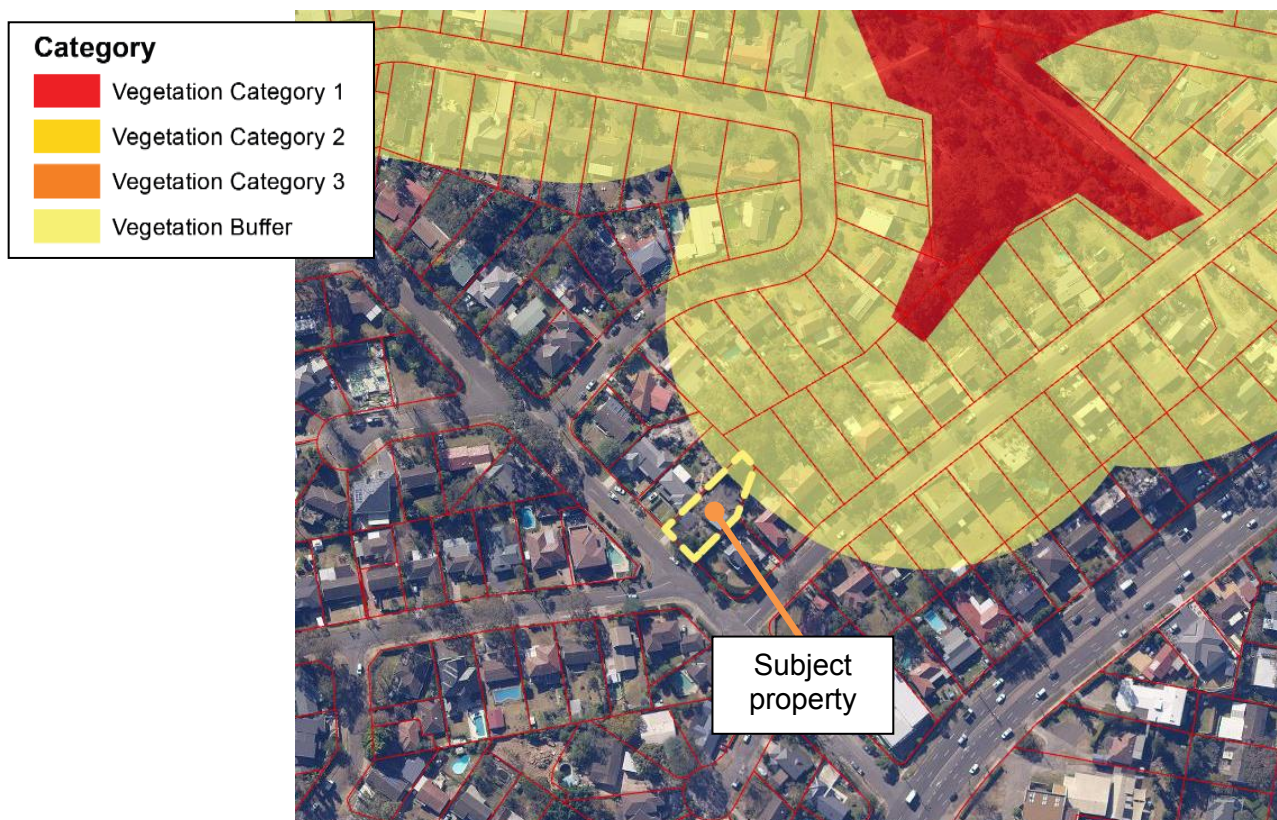 Category
Vegetation Category 1
Vegetation Category 2
Vegetation Category 3
Vegetation Buffer
Subject
property